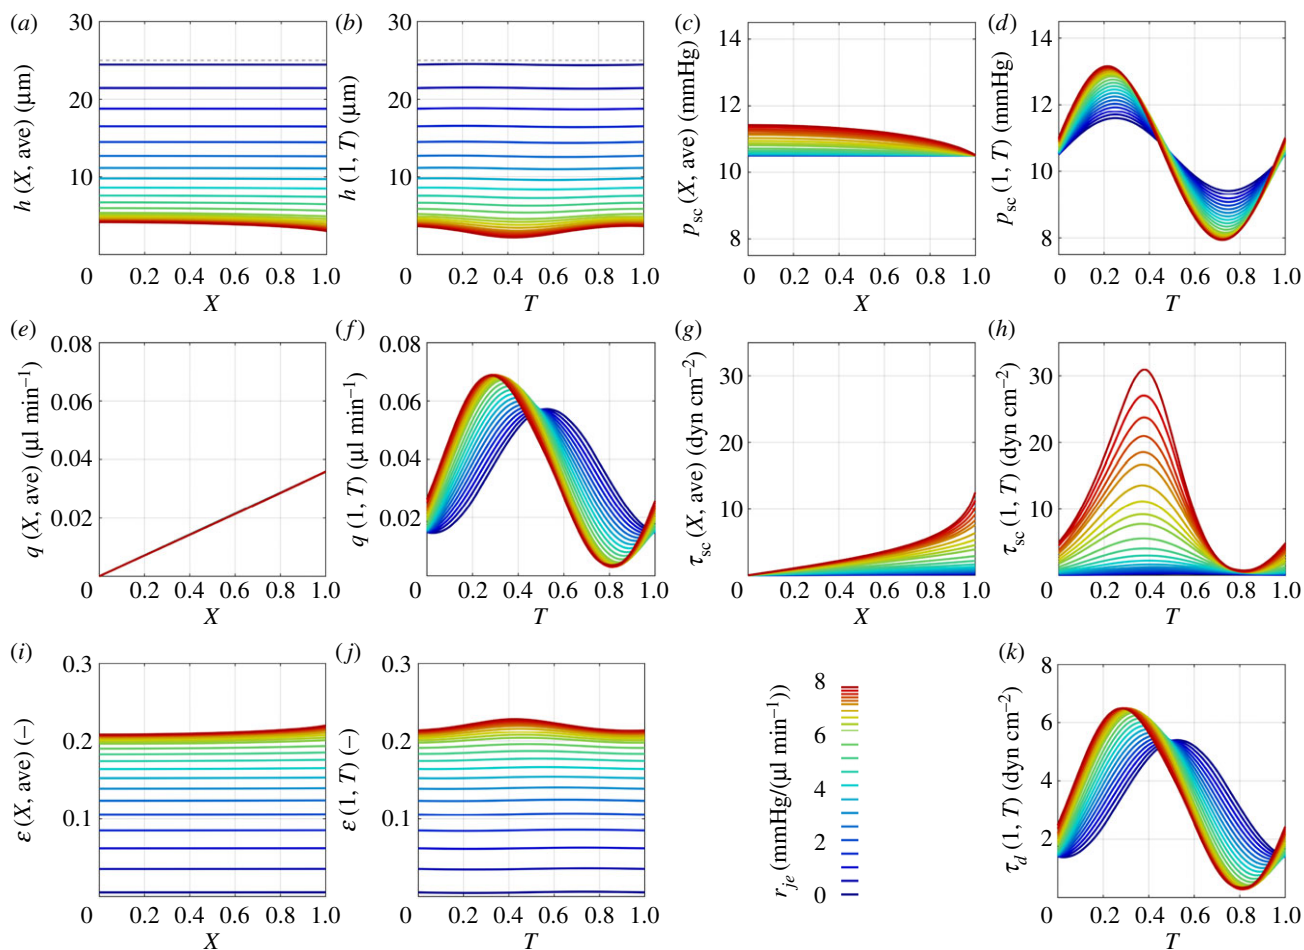 (a) (b) (c) (d)
30 30 14 14
20 20 12 12
10 10 10 10
8 8
h (X, ave) (μm) h (1, T) (μm) p_sc (X, ave) (mmHg) p_sc (1, T) (mmHg)
0 0.2 0.4 0.6 0.8 1.0 0 0.2 0.4 0.6 0.8 1.0 0 0.2 0.4 0.6 0.8 1.0 0 0.2 0.4 0.6 0.8 1.0
X T X T
(e) (f) (g) (h)
0.08 0.08 30 30
0.06 0.06 20 20
0.04 0.04 10 10
0.02 0.02
q (X, ave) (μl min⁻¹) q (1, T) (μl min⁻¹) τ_sc (X, ave) (dyn cm⁻²) τ_sc (1, T) (dyn cm⁻²)
0 0.2 0.4 0.6 0.8 1.0 0 0.2 0.4 0.6 0.8 1.0 0 0.2 0.4 0.6 0.8 1.0 0 0.2 0.4 0.6 0.8 1.0
X T X T
(i) (j) (k)
0.3 0.3 8 8
0.2 0.2 6 6
0.1 0.1 4 4
2 2
0
ε (X, ave) (–) ε (1, T) (–) r_je (mmHg/(μl min⁻¹)) τ_d (1, T) (dyn cm⁻²)
0 0.2 0.4 0.6 0.8 1.0 0 0.2 0.4 0.6 0.8 1.0 0 0.2 0.4 0.6 0.8 1.0
X T T